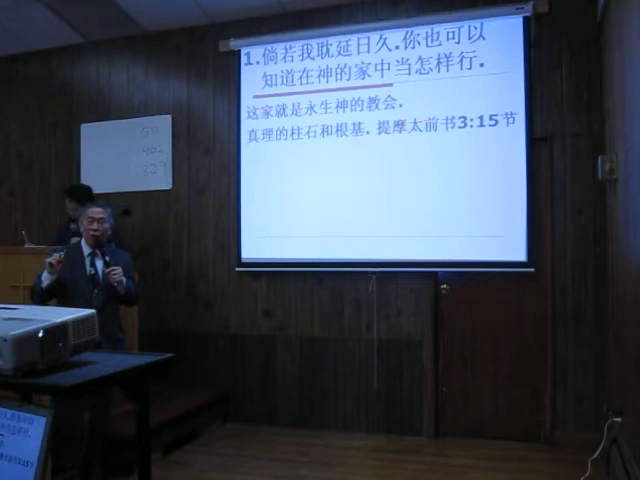 1.倘若我耽延日久.你也可以
知道在神的家中当怎样行.
这家就是永生神的教会.
真理的柱石和根基. 提摩太前书3:15节
402
329